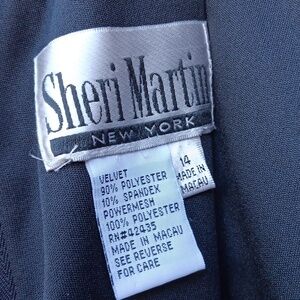 Sheri Martin
NEW YORK
VELVET
90% POLYESTER
10% SPANDEX
POWERMESH
100% POLYESTER
RN#42435
MADE IN MACAU
SEE REVERSE
FOR CARE
14
MADE IN
MACAU